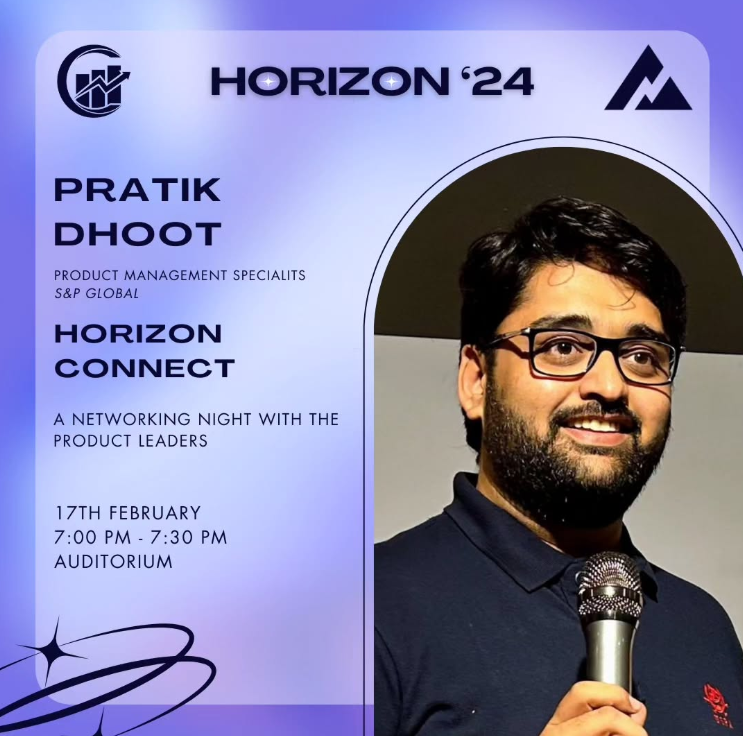 HORIZON ‘24
PRATIK
DHOOT
PRODUCT MANAGEMENT SPECIALITS
S&P GLOBAL
HORIZON
CONNECT
A NETWORKING NIGHT WITH THE
PRODUCT LEADERS
17TH FEBRUARY
7:00 PM - 7:30 PM
AUDITORIUM